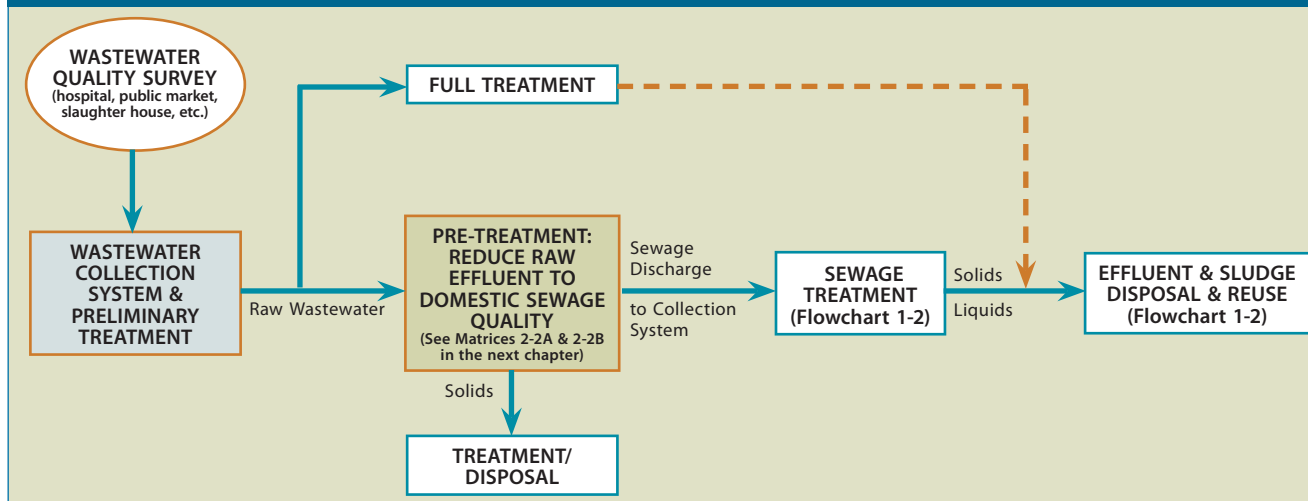 WASTEWATER
QUALITY SURVEY
(hospital, public market,
slaughter house, etc.)
FULL TREATMENT
WASTEWATER
COLLECTION
SYSTEM &
PRELIMINARY
TREATMENT
Raw Wastewater
PRE-TREATMENT:
REDUCE RAW
EFFLUENT TO
DOMESTIC SEWAGE
QUALITY
(See Matrices 2-2A & 2-2B
in the next chapter)
Sewage
Discharge
to Collection
System
SEWAGE
TREATMENT
(Flowchart 1-2)
Solids
Liquids
EFFLUENT & SLUDGE
DISPOSAL & REUSE
(Flowchart 1-2)
Solids
TREATMENT/
DISPOSAL